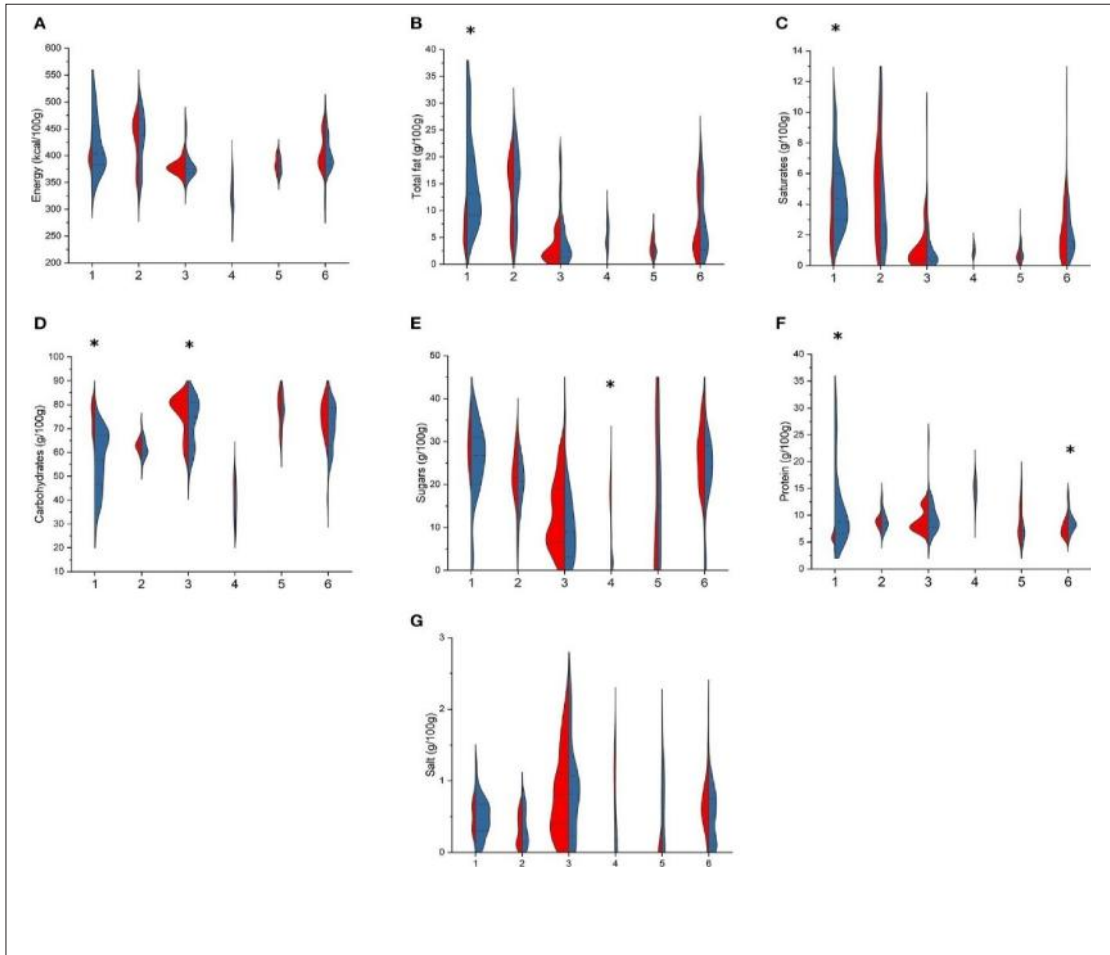 A
Energy (kcal/100g)
600
550
500
450
400
350
300
250
200
1 2 3 4 5 6
B
*
Total fat (g/100g)
40
35
30
25
20
15
10
5
0
1 2 3 4 5 6
C
*
Saturates (g/100g)
14
12
10
8
6
4
2
0
1 2 3 4 5 6
D
* *
Carbohydrates (g/100g)
100
90
80
70
60
50
40
30
20
10
1 2 3 4 5 6
E
*
Sugars (g/100g)
50
40
30
20
10
0
1 2 3 4 5 6
F
*
*
Protein (g/100g)
40
35
30
25
20
15
10
5
0
1 2 3 4 5 6
G
Salt (g/100g)
3
2
1
0
1 2 3 4 5 6